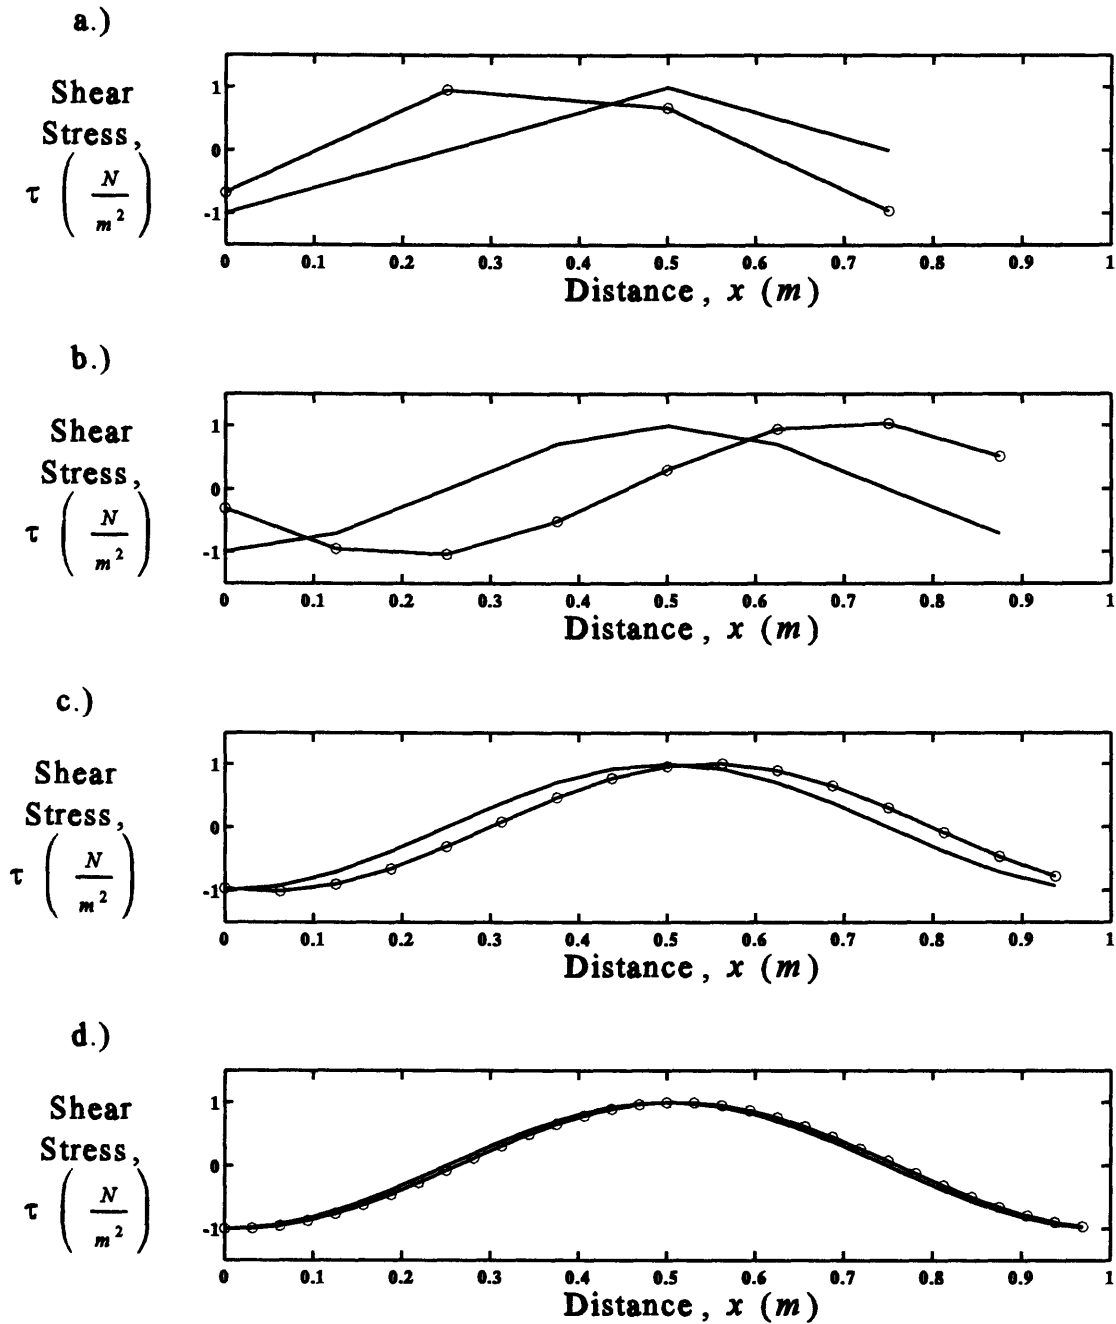 a.)
Shear
Stress,
τ ( N / m² )
1
0
-1
0 0.1 0.2 0.3 0.4 0.5 0.6 0.7 0.8 0.9 1
Distance, x (m)
b.)
Shear
Stress,
τ ( N / m² )
1
0
-1
0 0.1 0.2 0.3 0.4 0.5 0.6 0.7 0.8 0.9 1
Distance, x (m)
c.)
Shear
Stress,
τ ( N / m² )
1
0
-1
0 0.1 0.2 0.3 0.4 0.5 0.6 0.7 0.8 0.9 1
Distance, x (m)
d.)
Shear
Stress,
τ ( N / m² )
1
0
-1
0 0.1 0.2 0.3 0.4 0.5 0.6 0.7 0.8 0.9 1
Distance, x (m)